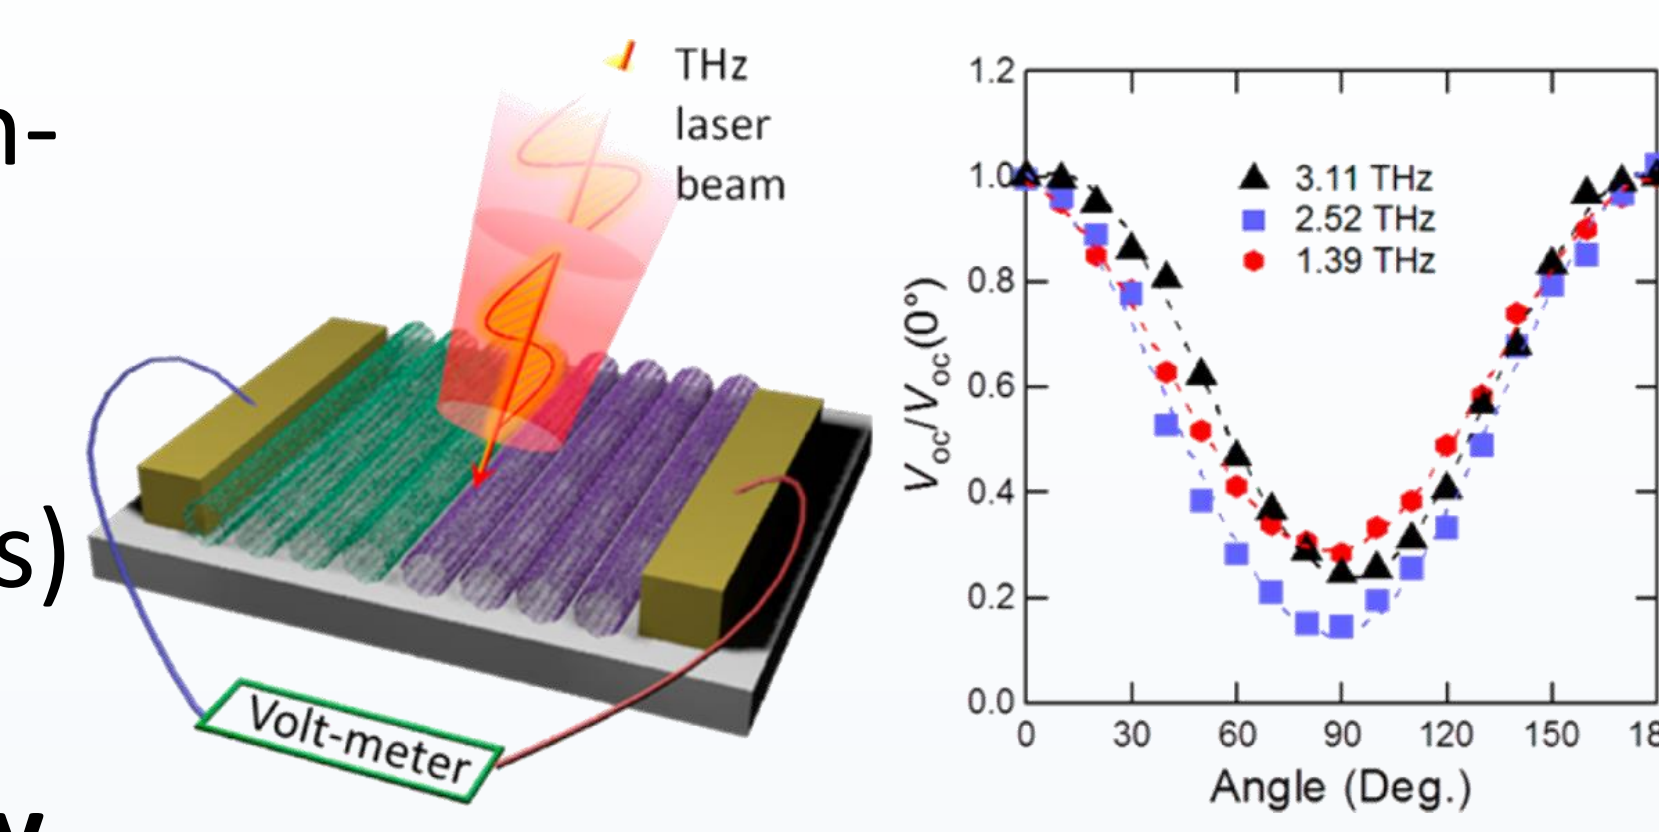 n-
s)
THz
laser
beam
Volt-meter
1.2
1.0
0.8
0.6
0.4
0.2
0.0
3.11 THz
2.52 THz
1.39 THz
Voc/Voc(0°)
0 30 60 90 120 150 18
Angle (Deg.)